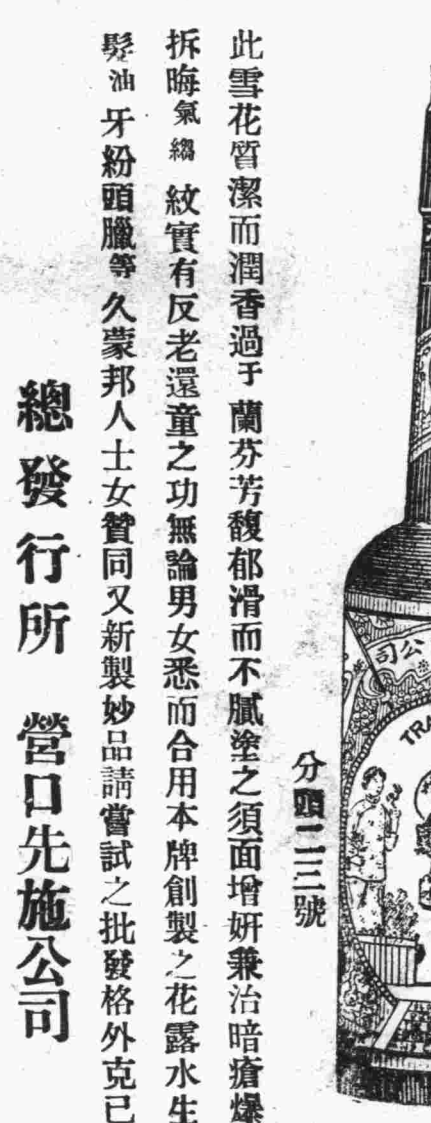 分頭二三號
此雪花質潔而潤香過于蘭芬芳馥郁滑而不膩塗之須面增妍兼治暗瘡爆
拆晦氣縐紋實有反老還童之功無論男女悉而合用本牌創製之花露水生
髮油牙粉頭臘等久蒙邦人士女贊同又新製妙品請嘗試之批發格外克己
總發行所 營口先施公司
公司
TRA